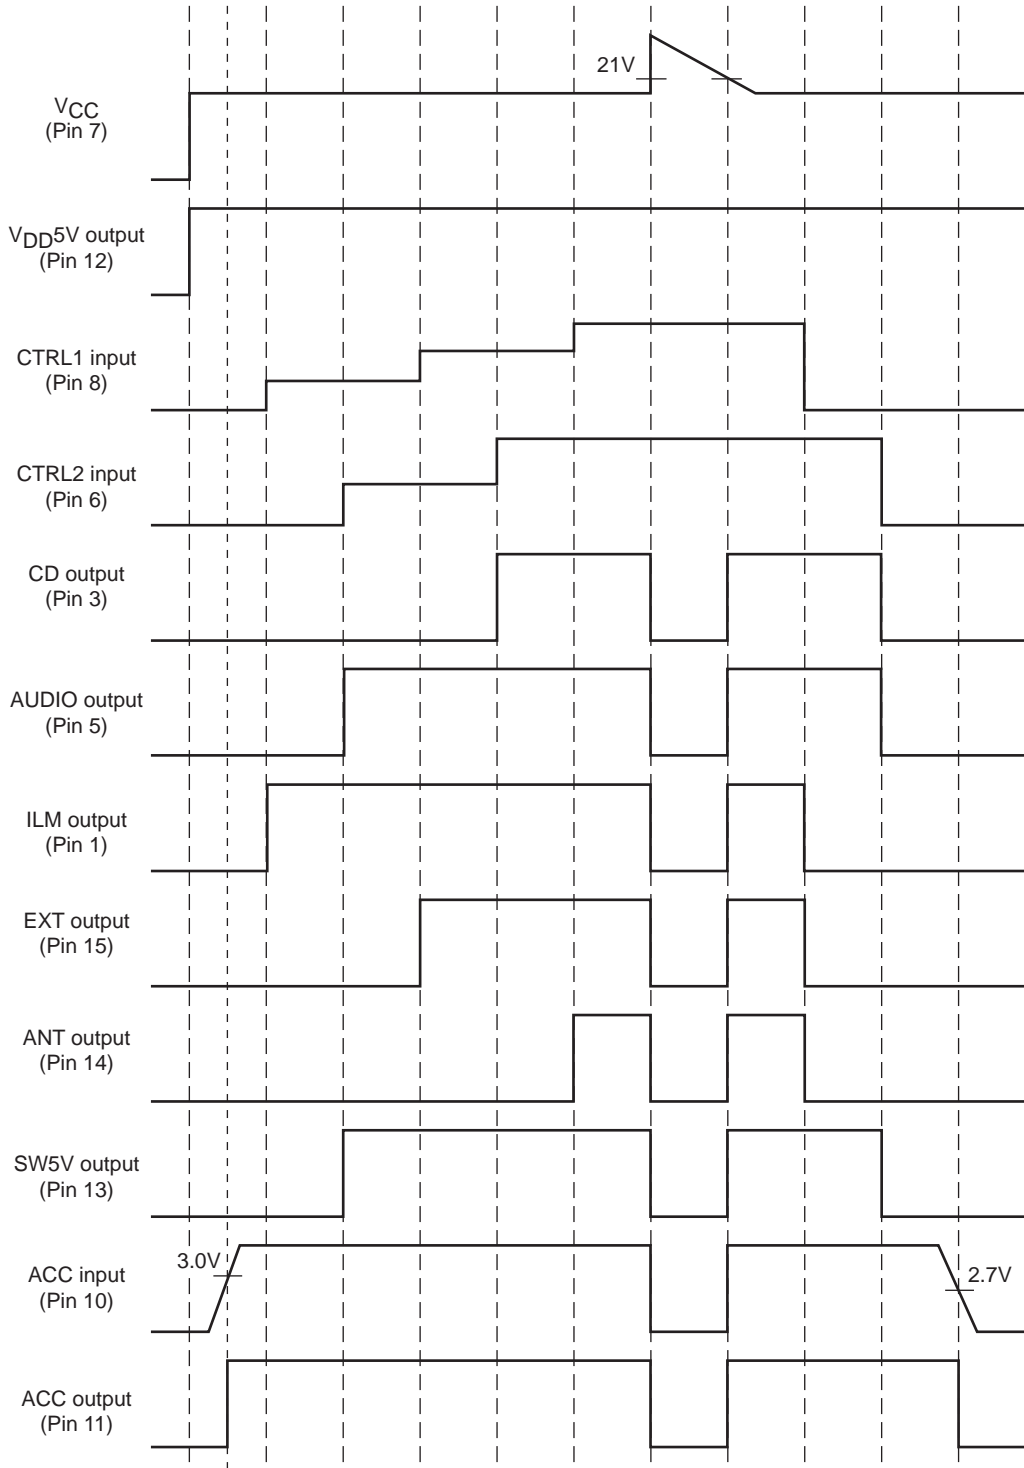 21V
VCC
(Pin 7)
VDD5V output
(Pin 12)
CTRL1 input
(Pin 8)
CTRL2 input
(Pin 6)
CD output
(Pin 3)
AUDIO output
(Pin 5)
ILM output
(Pin 1)
EXT output
(Pin 15)
ANT output
(Pin 14)
SW5V output
(Pin 13)
3.0V
ACC input
(Pin 10)
2.7V
ACC output
(Pin 11)